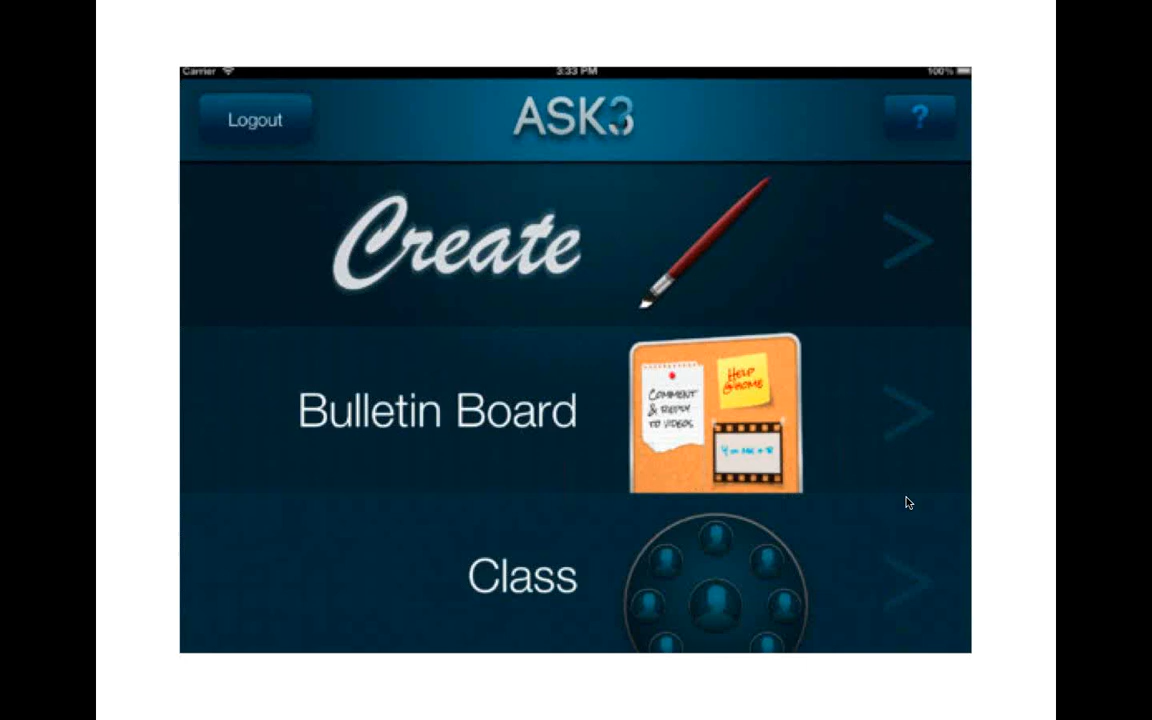 Carrier 3:33 PM 100%
Logout ASK3 ?
Create
Bulletin Board
COMMENT
& REPLY
TO VIDEOS
HELP
@ HOME
Class